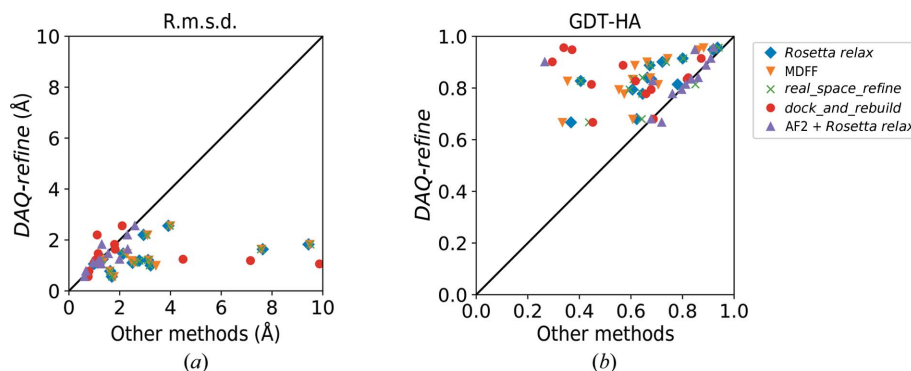 R.m.s.d.
10
8
6
4
2
0
0 2 4 6 8 10
DAQ-refine (Å)
Other methods (Å)
(a)
GDT-HA
1.0
0.8
0.6
0.4
0.2
0.0
0.0 0.2 0.4 0.6 0.8 1.0
DAQ-refine
Other methods
(b)
Rosetta relax
MDFF
real_space_refine
dock_and_rebuild
AF2 + Rosetta relax